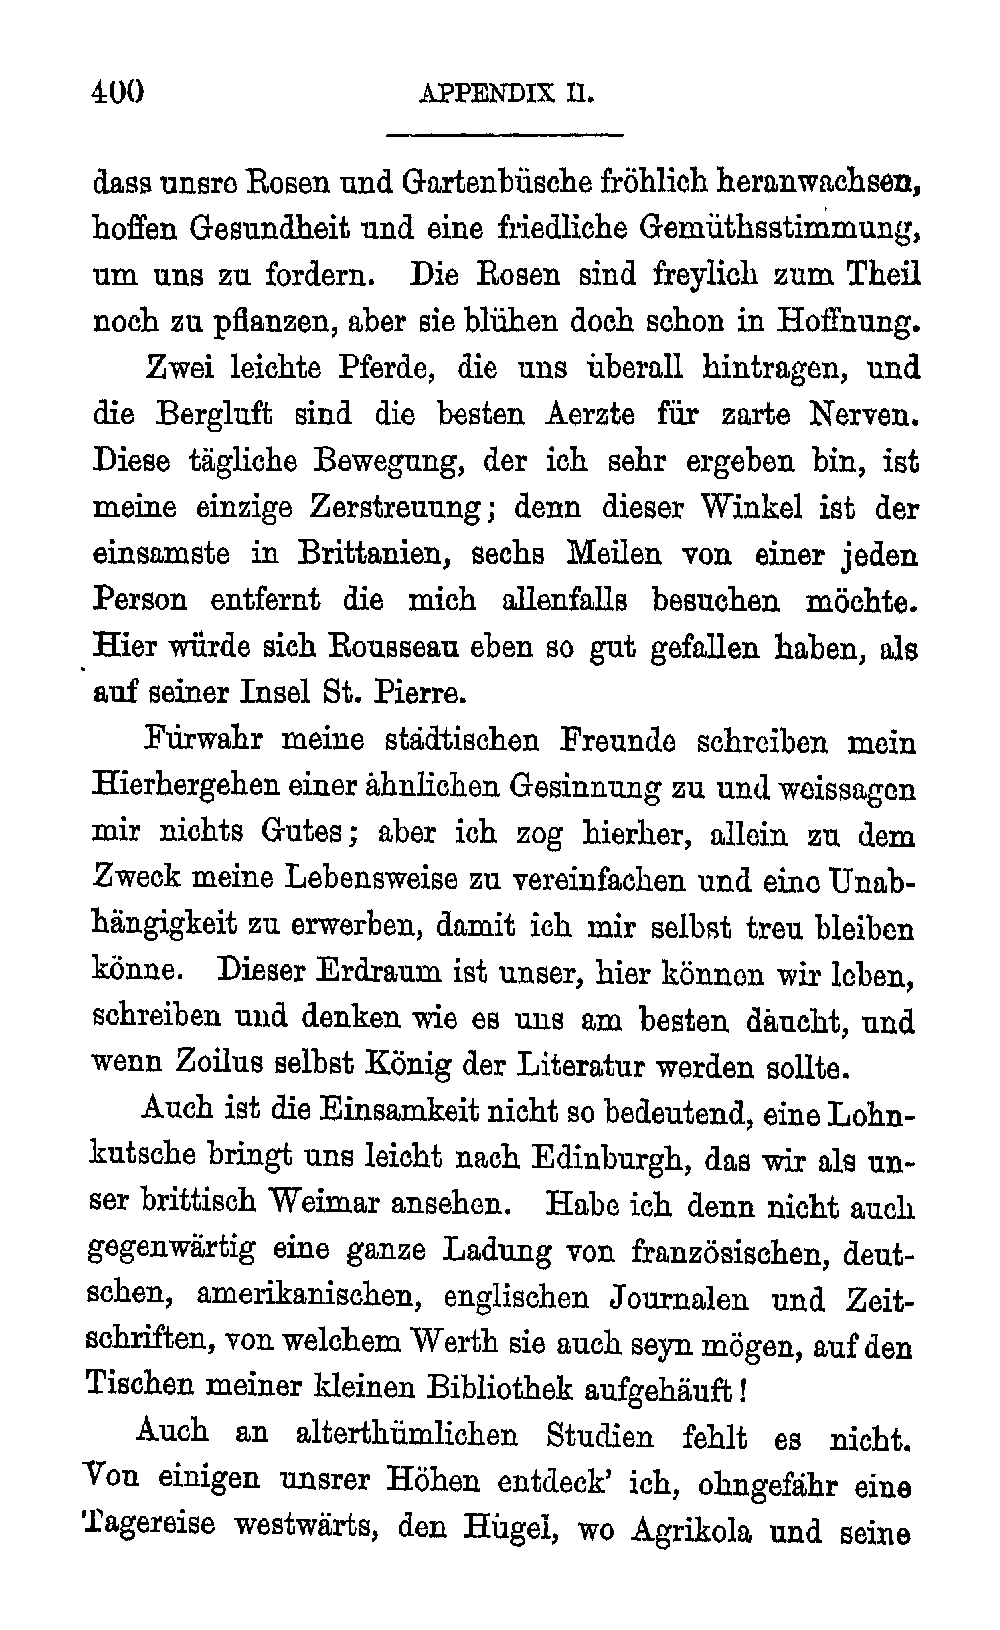 400 APPENDIX II.
dass unsre Rosen und Gartenbüsche fröhlich heranwachsen,
hoffen Gesundheit und eine friedliche Gemüthsstimmung,
um uns zu fordern. Die Rosen sind freylich zum Theil
noch zu pflanzen, aber sie blühen doch schon in Hoffnung.
Zwei leichte Pferde, die uns überall hintragen, und
die Bergluft sind die besten Aerzte für zarte Nerven.
Diese tägliche Bewegung, der ich sehr ergeben bin, ist
meine einzige Zerstreuung; denn dieser Winkel ist der
einsamste in Brittanien, sechs Meilen von einer jeden
Person entfernt die mich allenfalls besuchen möchte.
Hier würde sich Rousseau eben so gut gefallen haben, als
auf seiner Insel St. Pierre.
Fürwahr meine städtischen Freunde schreiben mein
Hierhergehen einer ähnlichen Gesinnung zu und weissagen
mir nichts Gutes; aber ich zog hierher, allein zu dem
Zweck meine Lebensweise zu vereinfachen und eine Unab-
hängigkeit zu erwerben, damit ich mir selbst treu bleiben
könne. Dieser Erdraum ist unser, hier können wir leben,
schreiben und denken wie es uns am besten däucht, und
wenn Zoilus selbst König der Literatur werden sollte.
Auch ist die Einsamkeit nicht so bedeutend, eine Lohn-
kutsche bringt uns leicht nach Edinburgh, das wir als un-
ser brittisch Weimar ansehen. Habe ich denn nicht auch
gegenwärtig eine ganze Ladung von französischen, deut-
schen, amerikanischen, englischen Journalen und Zeit-
schriften, von welchem Werth sie auch seyn mögen, auf den
Tischen meiner kleinen Bibliothek aufgehäuft!
Auch an alterthümlichen Studien fehlt es nicht.
Von einigen unsrer Höhen entdeck' ich, ohngefähr eine
Tagereise westwärts, den Hügel, wo Agrikola und seine